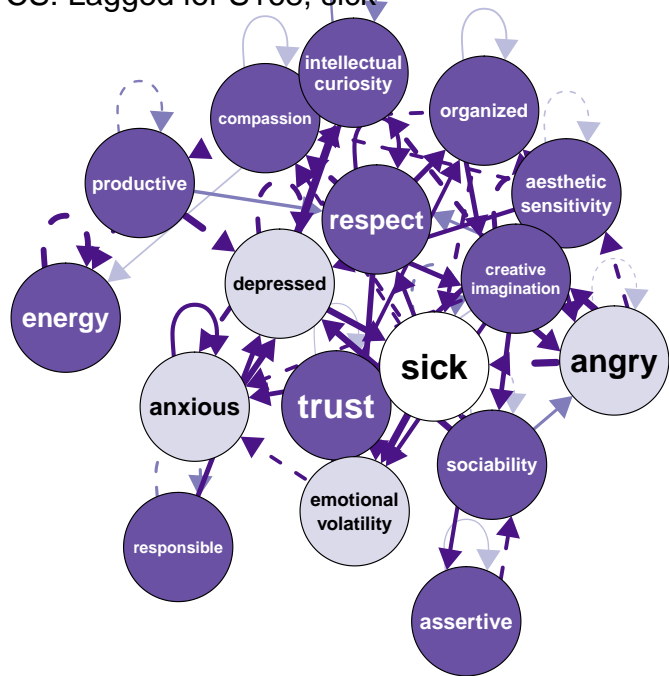 intellectual
curiosity
organized
compassion
productive
aesthetic
sensitivity
respect
depressed
creative
imagination
energy
sick
angry
anxious
trust
sociability
emotional
volatility
responsible
assertive